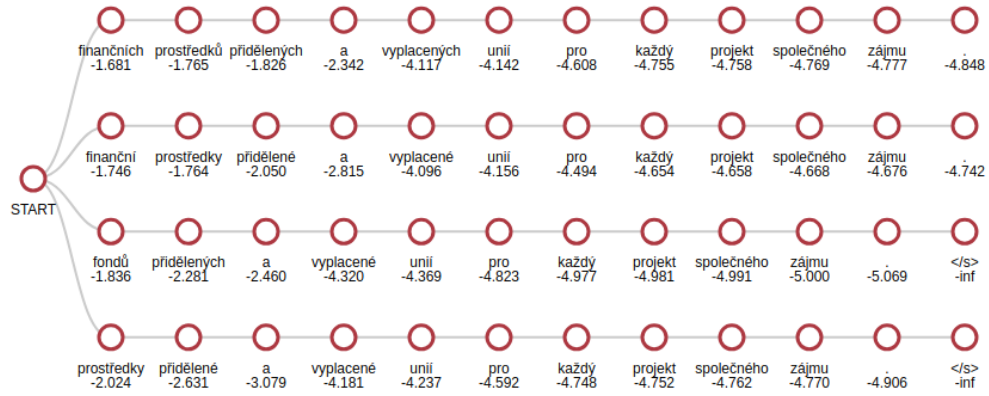 finančních prostředků přidělených a vyplacených unií pro každý projekt společného zájmu .
-1.681 -1.765 -1.826 -2.342 -4.117 -4.142 -4.608 -4.755 -4.758 -4.769 -4.777 -4.848
finanční prostředky přidělené a vyplacené unií pro každý projekt společného zájmu .
-1.746 -1.764 -2.050 -2.815 -4.096 -4.156 -4.494 -4.654 -4.658 -4.668 -4.676 -4.742
START
fondů přidělených a vyplacené unií pro každý projekt společného zájmu . </s>
-1.836 -2.281 -2.460 -4.320 -4.369 -4.823 -4.977 -4.981 -4.991 -5.000 -5.069 -inf
prostředky přidělené a vyplacené unií pro každý projekt společného zájmu . </s>
-2.024 -2.631 -3.079 -4.181 -4.237 -4.592 -4.748 -4.752 -4.762 -4.770 -4.906 -inf